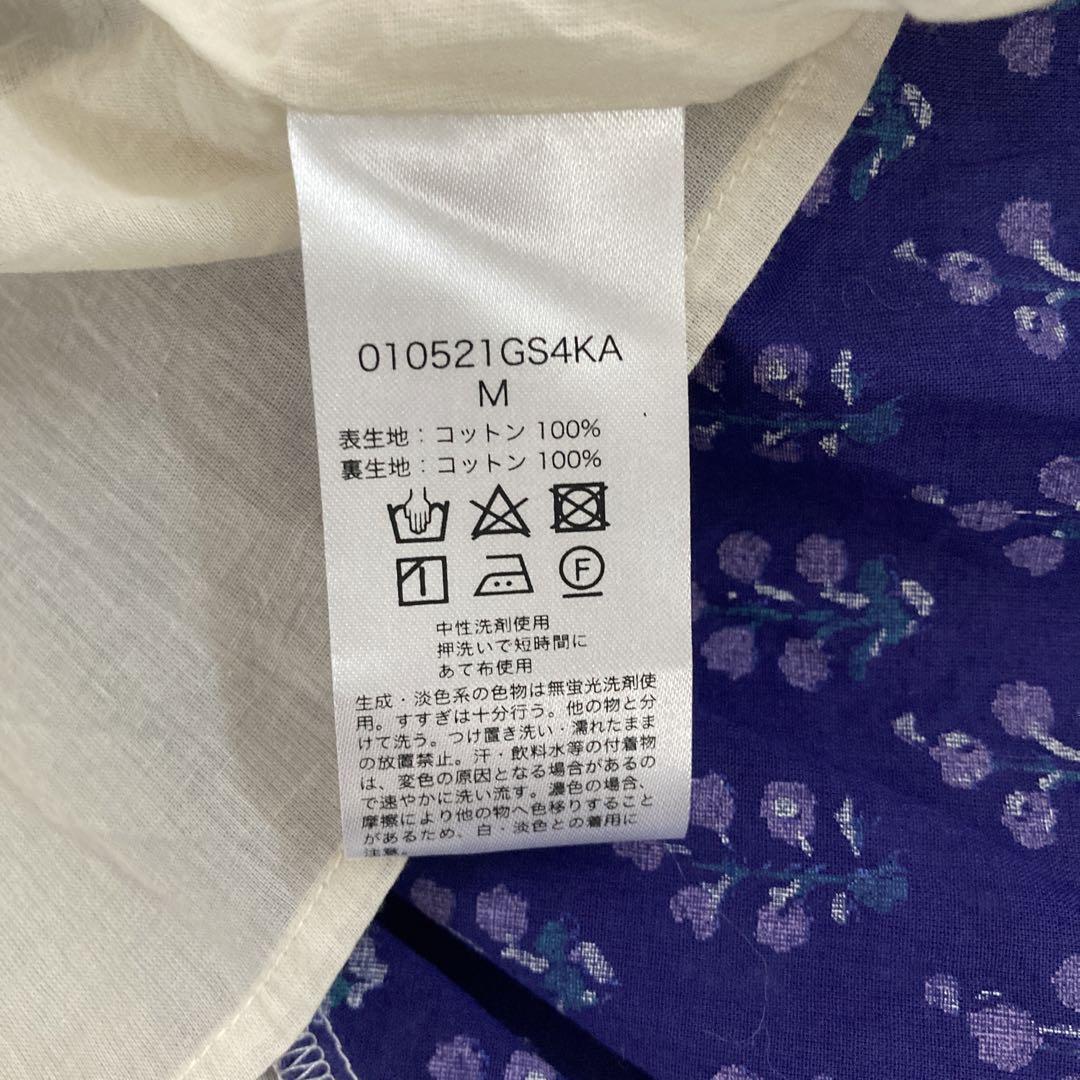 010521GS4KA
M
表生地：コットン 100%
裏生地：コットン 100%
F
中性洗剤使用
押洗いで短時間に
あて布使用
生成・淡色系の色物は無蛍光洗剤使
用。すすぎは十分行う。他の物と分
けて洗う。つけ置き洗い・濡れたまま
の放置禁止。汗・飲料水等の付着物
は、変色の原因となる場合があるの
で速やかに洗い流す。濃色の場合、
摩擦により他の物へ色移りすること
があるため、白・淡色との着用に
注意。